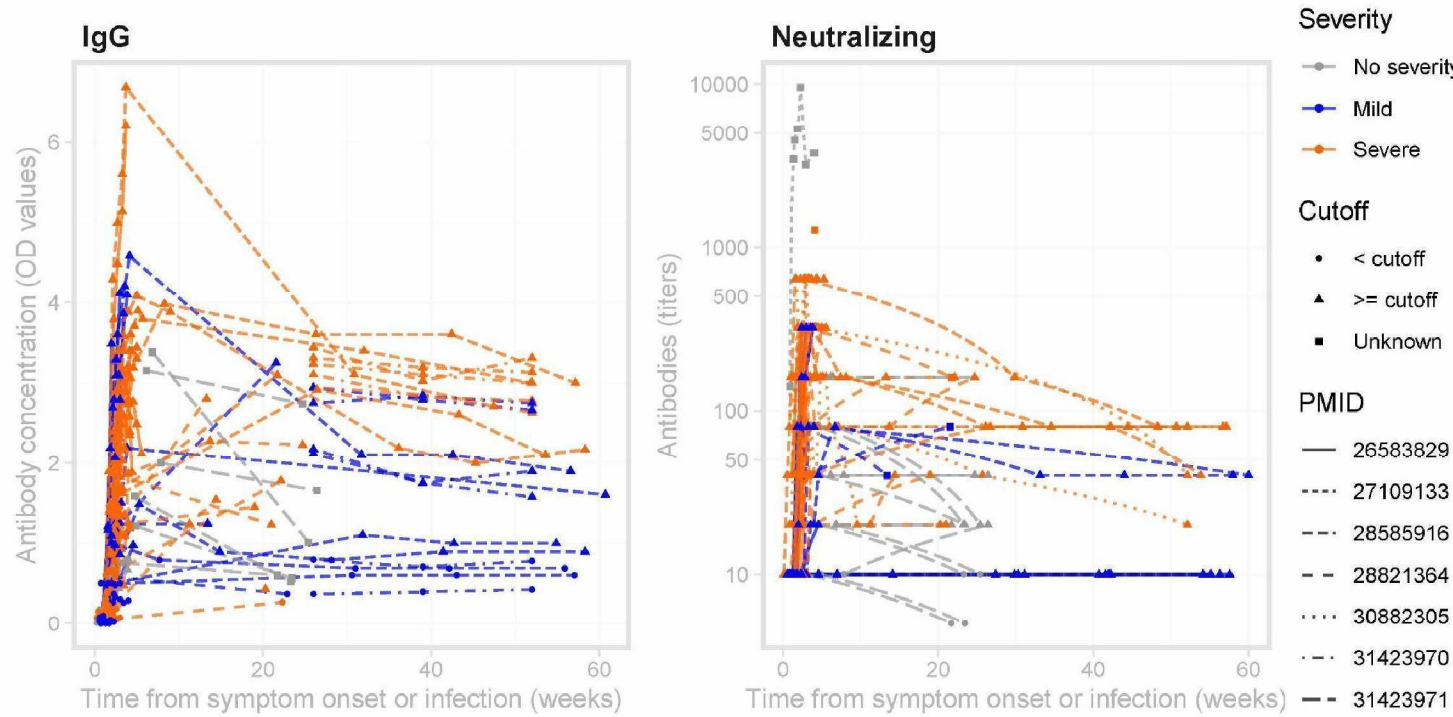 IgG
Neutralizing
Antibody concentration (OD values)
6
4
2
0
0
20
40
60
Time from symptom onset or infection (weeks)
Antibodies (titers)
10000
5000
1000
500
100
50
10
0
20
40
60
Time from symptom onset or infection (weeks)
Severity
No severity
Mild
Severe
Cutoff
< cutoff
>= cutoff
Unknown
PMID
26583829
27109133
28585916
28821364
30882305
31423970
31423971